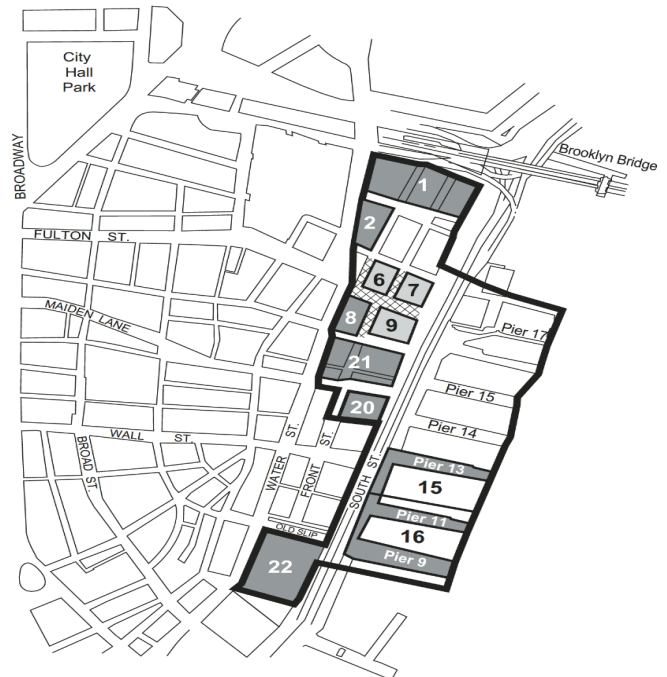 City
Hall
Park
BROADWAY
Brooklyn Bridge
1
2
FULTON ST.
6
7
MAIDEN LANE
8
9
Pier 17
21
Pier 15
20
WALL ST.
Pier 14
BROAD ST.
WATER ST.
FRONT ST.
SOUTH ST.
Pier 13
15
Pier 11
OLD SLIP
16
Pier 9
22